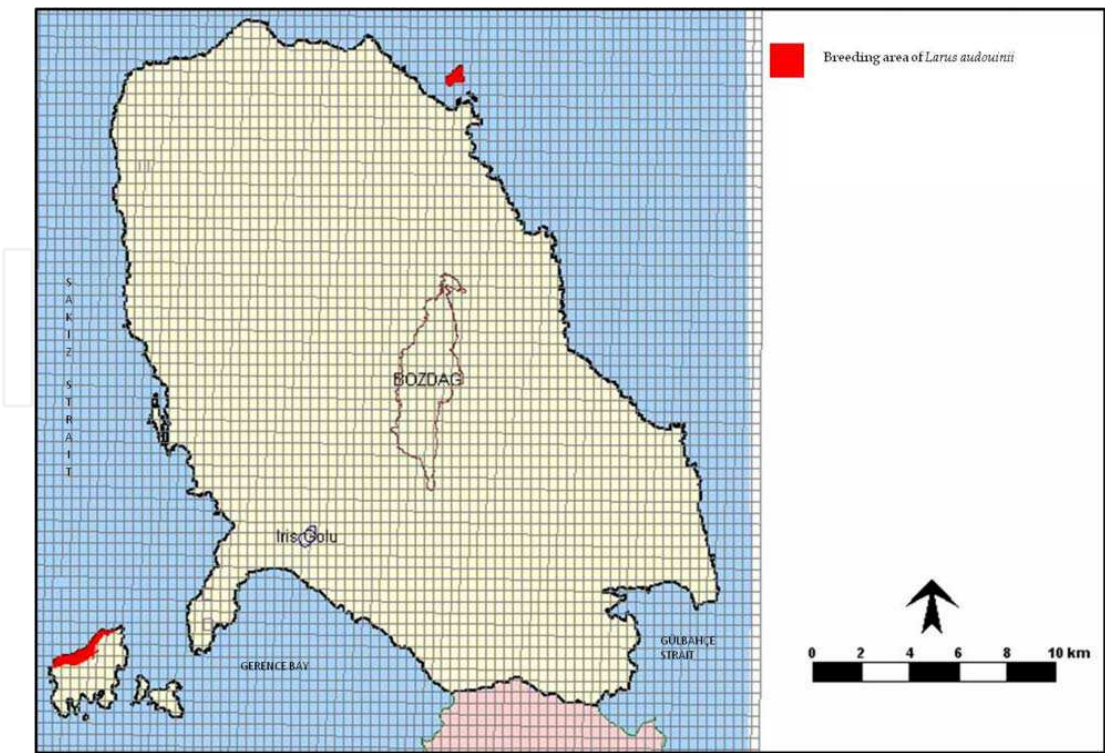 Breeding area of Larus audouinii
SAKIZ STRAIT
BOZDAG
Iris Golu
GERENCE BAY
GÜLBAHÇE
STRAIT
0 2 4 6 8 10 km